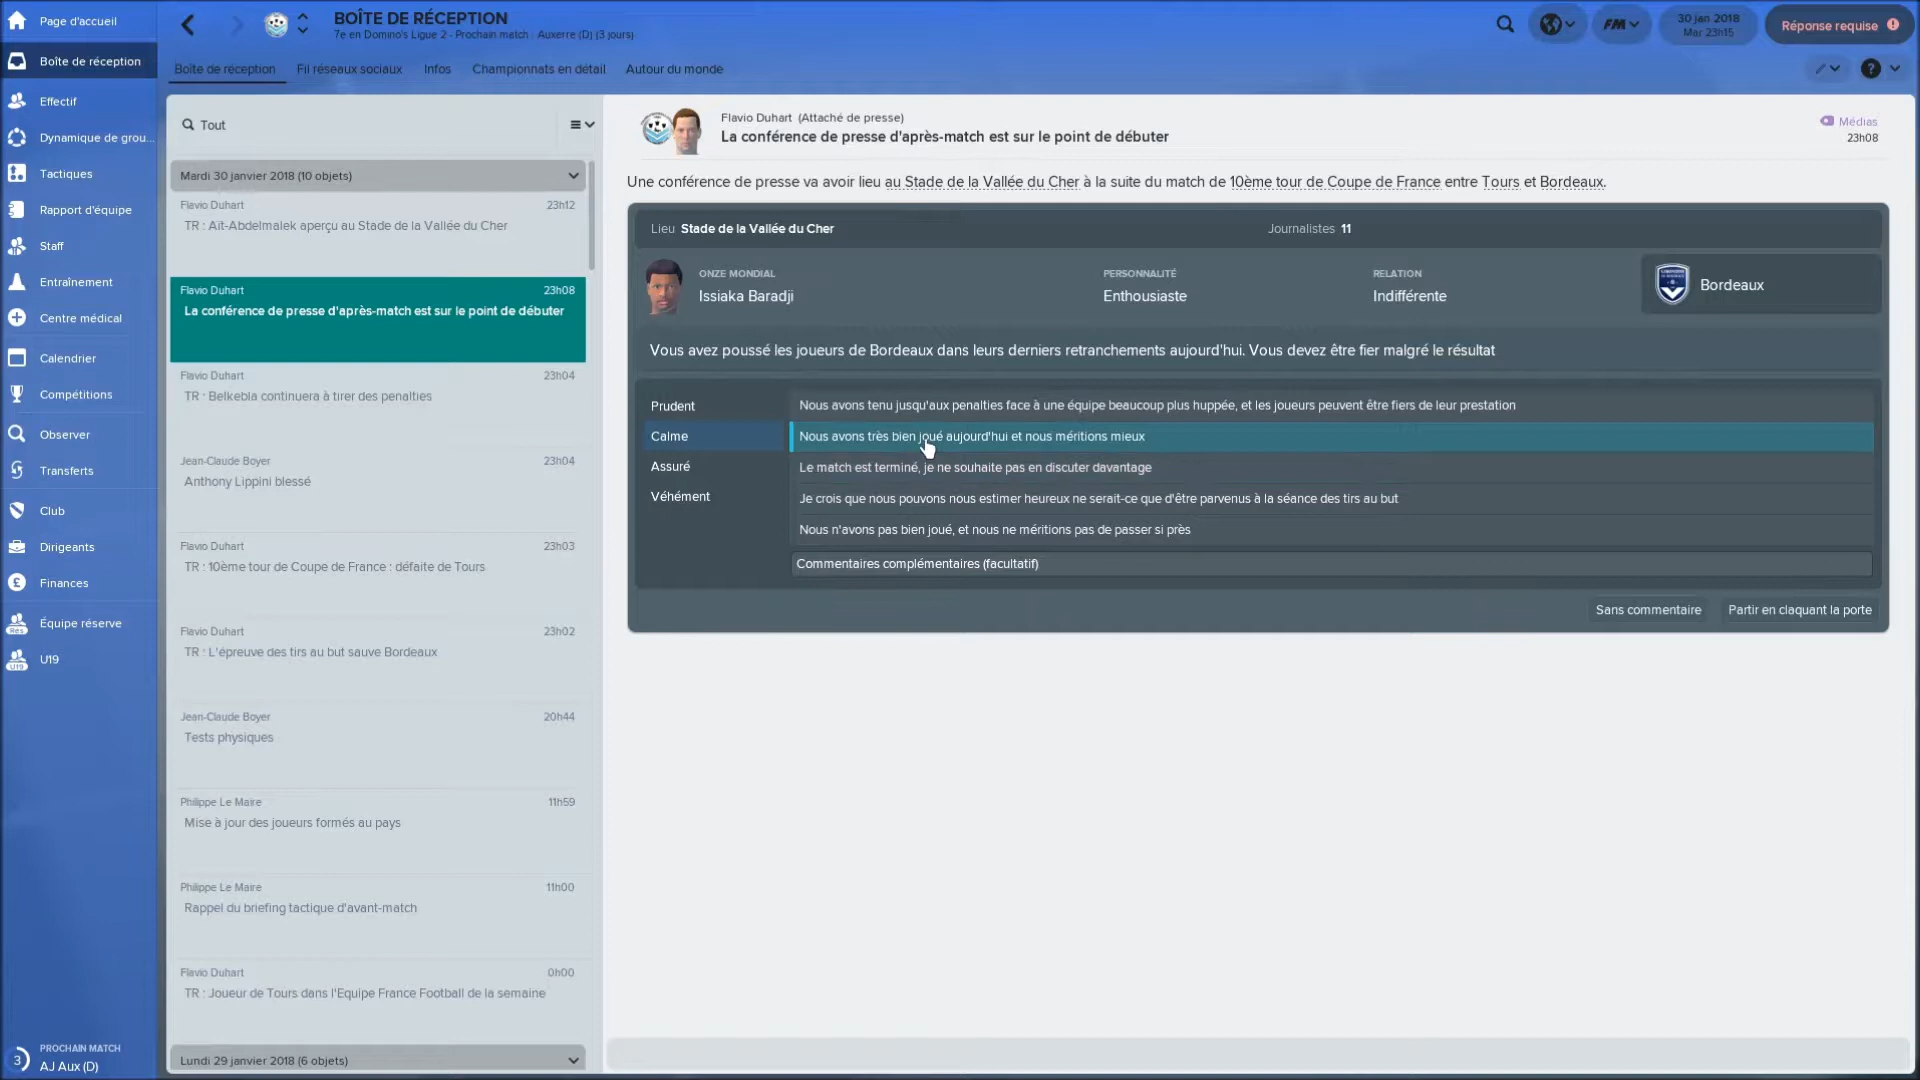 Page d'accueil
Boîte de réception
Effectif
Dynamique de grou...
Tactiques
Rapport d'équipe
Staff
Entraînement
Centre médical
Calendrier
Compétitions
Observer
Transferts
Club
Dirigeants
Finances
Équipe réserve
U19
3
PROCHAIN MATCH
AJ Aux (D)
BOÎTE DE RÉCEPTION
7e en Domino's Ligue 2 - Prochain match : Auxerre (D) (3 jours)
FM
30 jan 2018
Mar 23h15
Réponse requise
Boîte de réception
Fil réseaux sociaux
Infos
Championnats en détail
Autour du monde
Tout
Mardi 30 janvier 2018 (10 objets)
Flavio Duhart 23h12
TR : Aït-Abdelmalek aperçu au Stade de la Vallée du Cher
Flavio Duhart 23h08
La conférence de presse d'après-match est sur le point de débuter
Flavio Duhart 23h04
TR : Belkebla continuera à tirer des penalties
Jean-Claude Boyer 23h04
Anthony Lippini blessé
Flavio Duhart 23h03
TR : 10ème tour de Coupe de France : défaite de Tours
Flavio Duhart 23h02
TR : L'épreuve des tirs au but sauve Bordeaux
Jean-Claude Boyer 20h44
Tests physiques
Philippe Le Maire 11h59
Mise à jour des joueurs formés au pays
Philippe Le Maire 11h00
Rappel du briefing tactique d'avant-match
Flavio Duhart 0h00
TR : Joueur de Tours dans l'Equipe France Football de la semaine
Lundi 29 janvier 2018 (6 objets)
Flavio Duhart (Attaché de presse)
La conférence de presse d'après-match est sur le point de débuter
Médias
23h08
Une conférence de presse va avoir lieu au Stade de la Vallée du Cher à la suite du match de 10ème tour de Coupe de France entre Tours et Bordeaux.
Lieu Stade de la Vallée du Cher
Journalistes 11
ONZE MONDIAL
Issiaka Baradji
PERSONNALITÉ
Enthousiaste
RELATION
Indifférente
Bordeaux
Vous avez poussé les joueurs de Bordeaux dans leurs derniers retranchements aujourd'hui. Vous devez être fier malgré le résultat
Prudent
Calme
Assuré
Véhément
Nous avons tenu jusqu'aux penalties face à une équipe beaucoup plus huppée, et les joueurs peuvent être fiers de leur prestation
Nous avons très bien joué aujourd'hui et nous méritions mieux
Le match est terminé, je ne souhaite pas en discuter davantage
Je crois que nous pouvons nous estimer heureux ne serait-ce que d'être parvenus à la séance des tirs au but
Nous n'avons pas bien joué, et nous ne méritions pas de passer si près
Commentaires complémentaires (facultatif)
Sans commentaire
Partir en claquant la porte